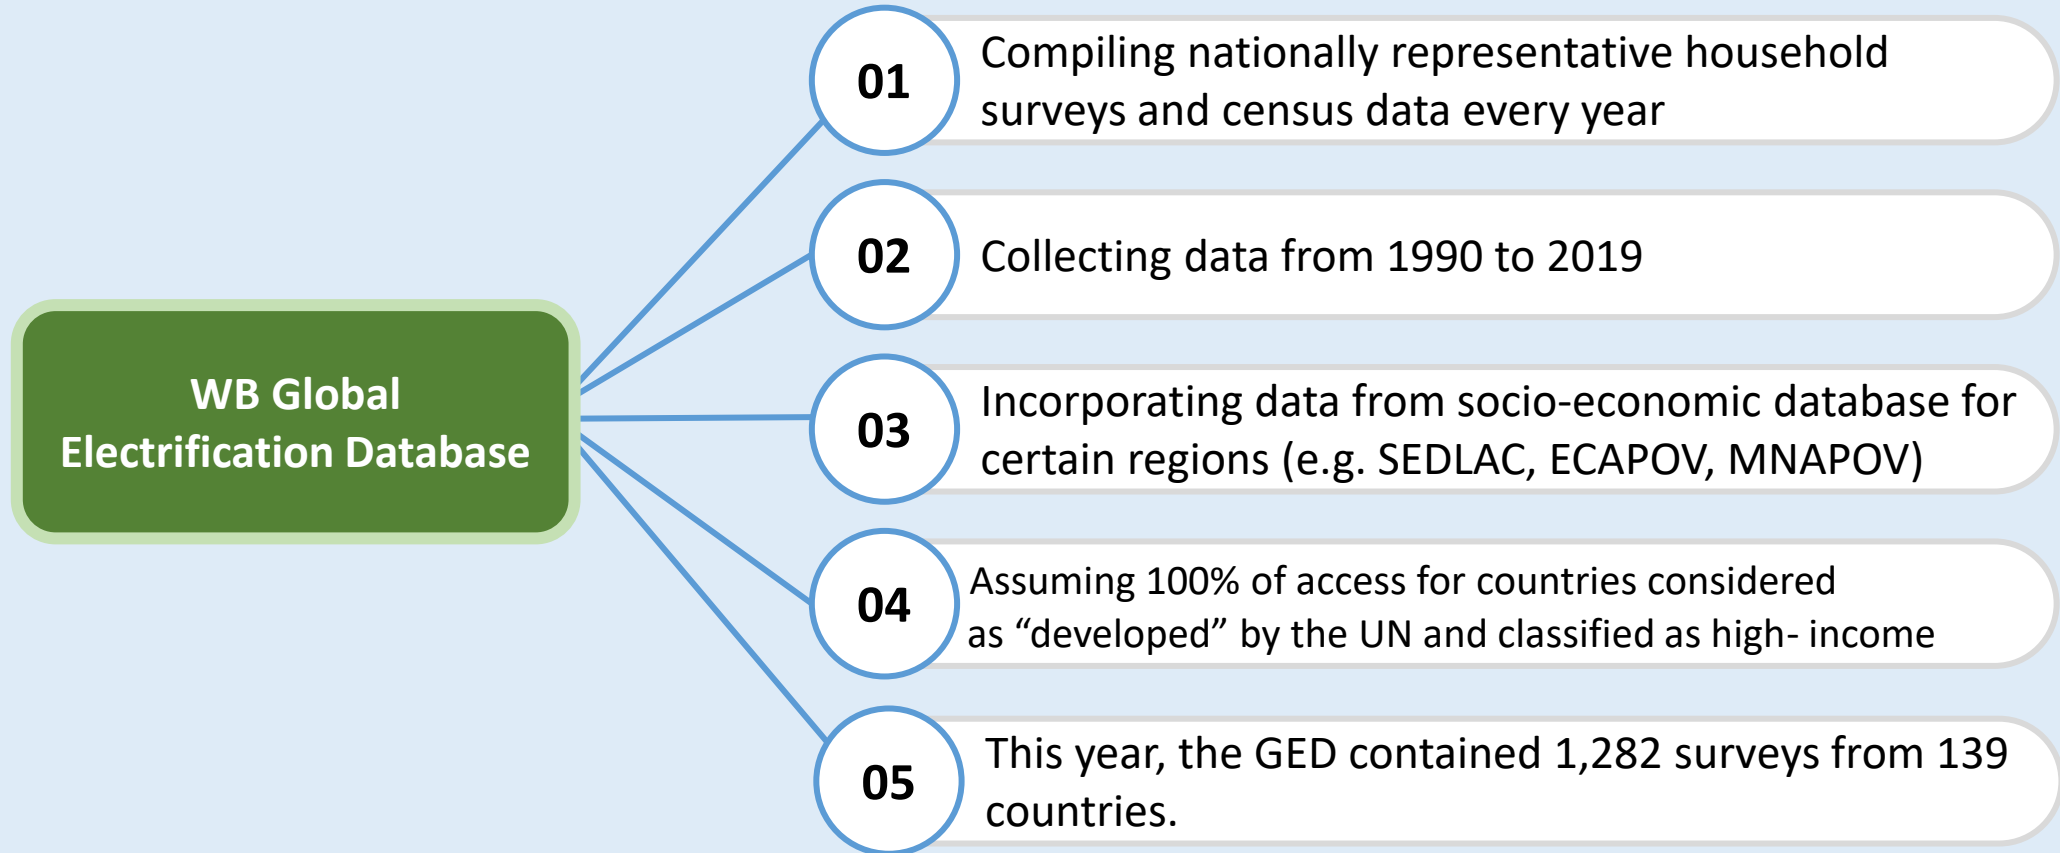 WB Global
Electrification Database
01
Compiling nationally representative household
surveys and census data every year
02
Collecting data from 1990 to 2019
03
Incorporating data from socio-economic database for
certain regions (e.g. SEDLAC, ECAPOV, MNAPOV)
04
Assuming 100% of access for countries considered
as “developed” by the UN and classified as high- income
05
This year, the GED contained 1,282 surveys from 139
countries.